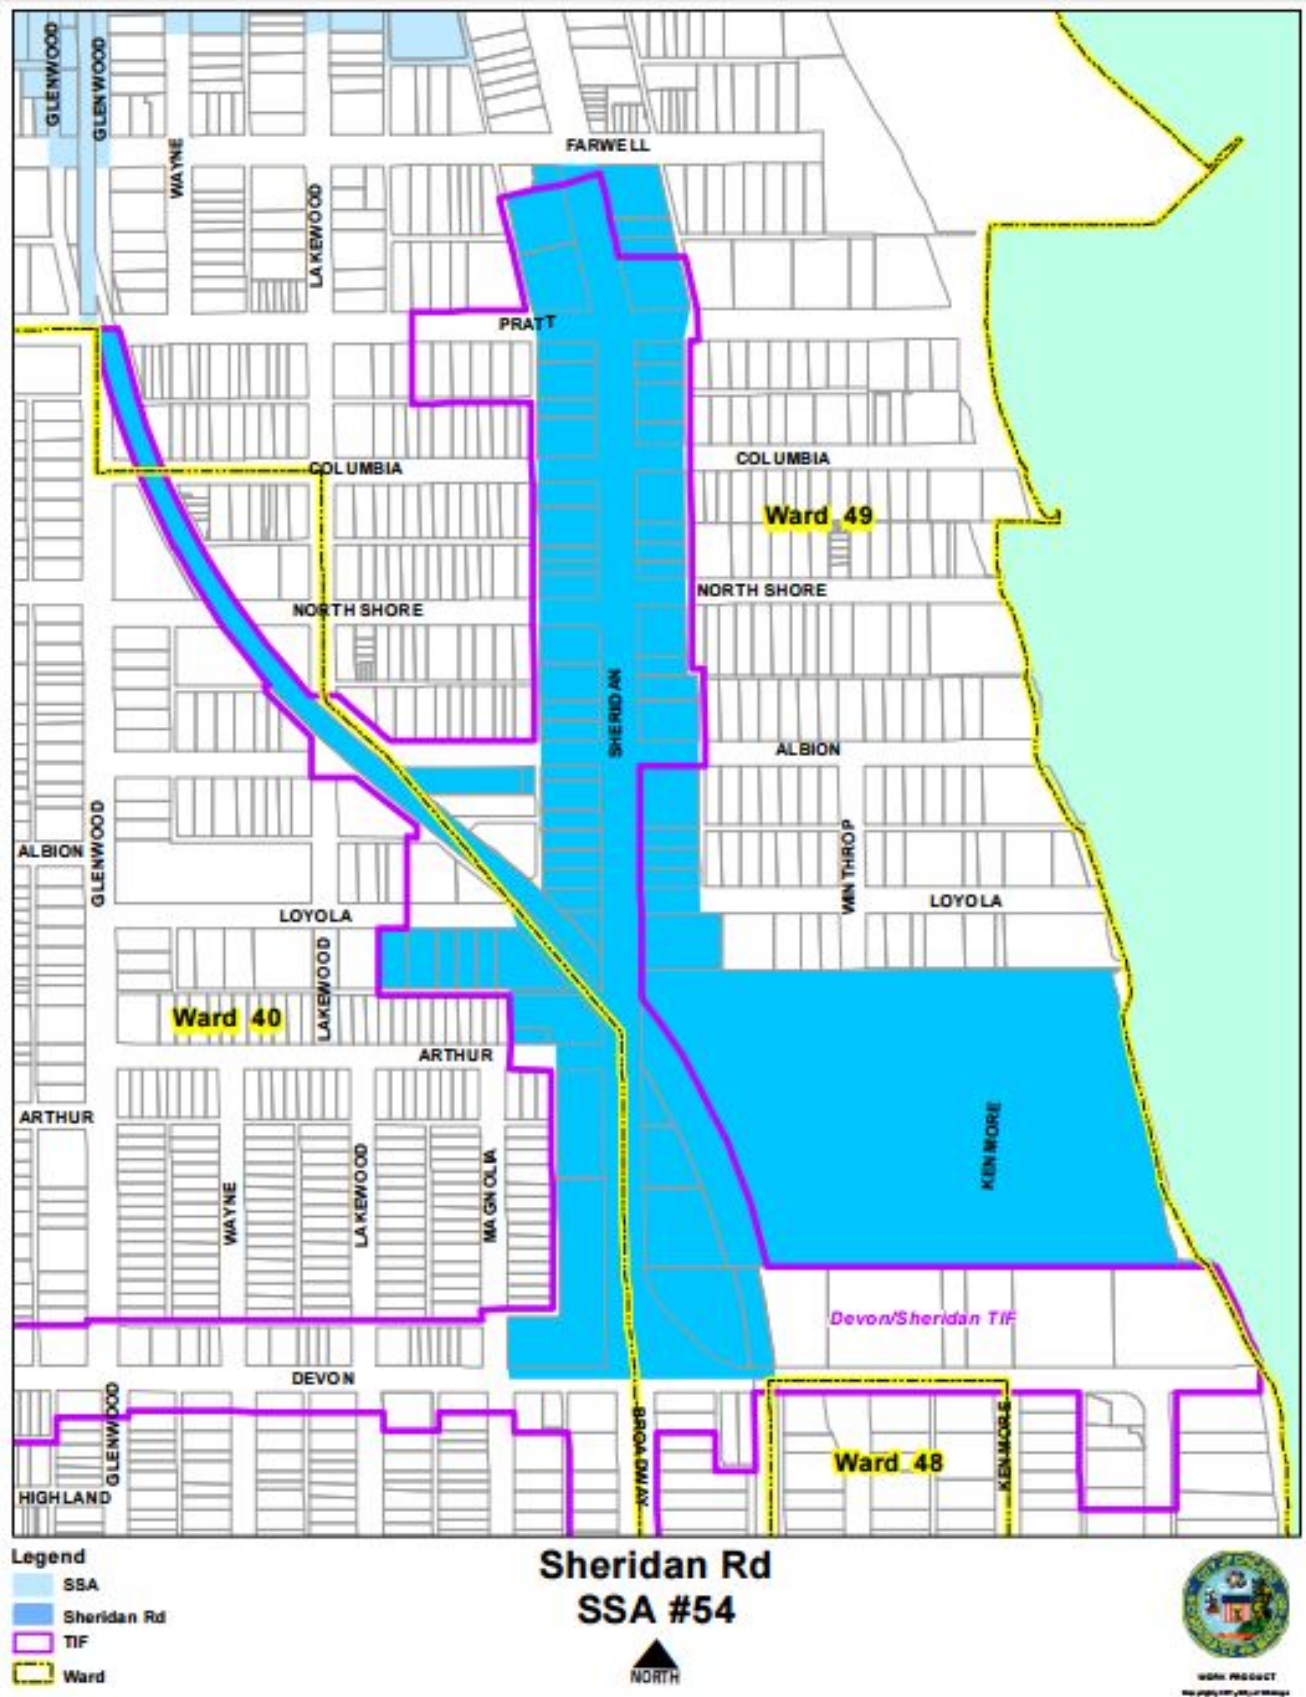 GLENWOOD
GLENWOOD
WAYNE
LAKEWOOD
FARWELL
PRATT
COLUMBIA
COLUMBIA
Ward 49
NORTH SHORE
NORTH SHORE
SHERIDAN
ALBION
ALBION
GLENWOOD
WINTHROP
LOYOLA
LOYOLA
LAKEWOOD
Ward 40
ARTHUR
ARTHUR
KENMORE
WAYNE
LAKEWOOD
MAGNOLIA
Devon/Sheridan TIF
DEVON
GLENWOOD
BROADWAY
KENMORE
Ward 48
HIGHLAND
Legend
SSA
Sheridan Rd
TIF
Ward
Sheridan Rd
SSA #54
NORTH
WORK PRODUCT